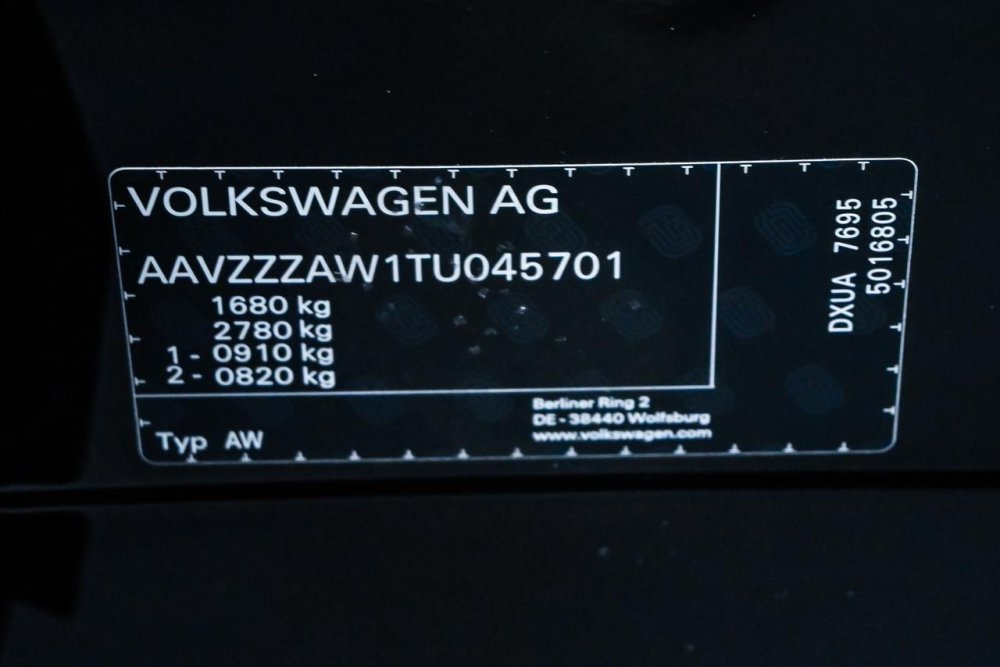 VOLKSWAGEN AG
AAVZZZAW1TU045701
1680 kg
2780 kg
1 - 0910 kg
2 - 0820 kg
Typ AW
Berliner Ring 2
DE - 38440 Wolfsburg
www.volkswagen.com
DXUA 7695
5016805